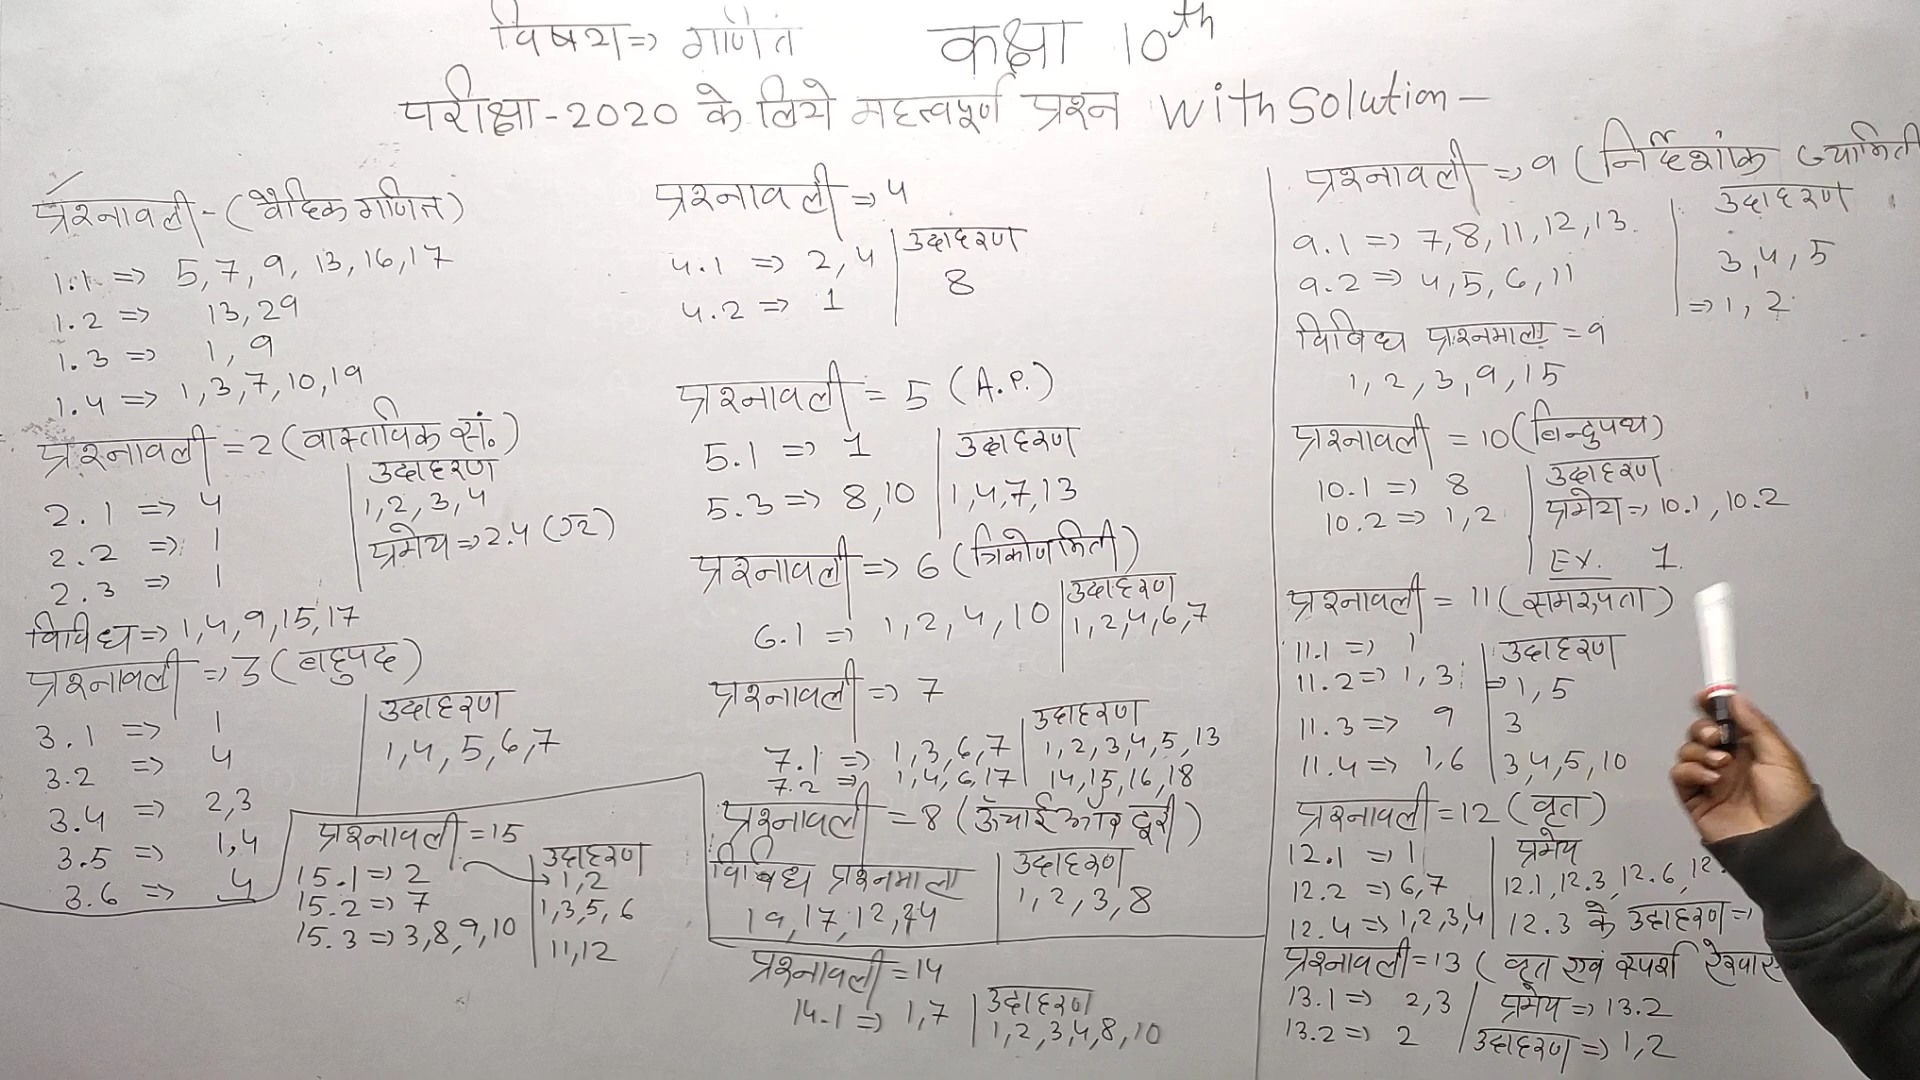 विषय => गणित कक्षा 10th
परीक्षा - 2020 के लिये महत्वपूर्ण प्रश्न With Solution -
प्रश्नावली - (वैदिक गणित)
1.1 => 5, 7, 9, 13, 16, 17
1.2 => 13, 29
1.3 => 1, 9
1.4 => 1, 3, 7, 10, 19
प्रश्नावली = 2 (वास्तविक सं.)
उदाहरण
2.1 => 4
1, 2, 3, 4
2.2 => 1
प्रमेय => 2.4 (√2)
2.3 => 1
विविध => 1, 4, 9, 15, 17
प्रश्नावली => 3 (बहुपद)
उदाहरण
3.1 => 1
1, 4, 5, 6, 7
3.2 => 4
3.4 => 2, 3
3.5 => 1, 4
3.6 => 4
प्रश्नावली = 15
उदाहरण
15.1 => 2
→ 1, 2
15.2 => 7
1, 3, 5, 6
15.3 => 3, 8, 9, 10
11, 12
प्रश्नावली => 4
उदाहरण
4.1 => 2, 4
8
4.2 => 1
प्रश्नावली = 5 (A.P.)
उदाहरण
5.1 => 1
5.3 => 8, 10
1, 4, 7, 13
प्रश्नावली => 6 (त्रिकोणमिती)
उदाहरण
6.1 => 1, 2, 4, 10
1, 2, 4, 6, 7
प्रश्नावली => 7
उदाहरण
7.1 => 1, 3, 6, 7
1, 2, 3, 4, 5, 13
7.2 => 1, 4, 6, 17
14, 15, 16, 18
प्रश्नावली = 8 (ऊँचाई और दूरी)
विविध प्रश्नमाला
उदाहरण
19, 17, 12,
1, 2, 3, 8
प्रश्नावली = 14
उदाहरण
14.1 => 1, 7
1, 2, 3, 4, 8, 10
प्रश्नावली => 9 (निर्देशांक ज्यामिती
उदाहरण
9.1 => 7, 8, 11, 12, 13
3, 4, 5
9.2 => 4, 5, 6, 11
=> 1, 2
विविध प्रश्नमाला = 9
1, 2, 3, 9, 15
प्रश्नावली = 10 (बिन्दुपथ)
उदाहरण
10.1 => 8
प्रमेय => 10.1, 10.2
10.2 => 1, 2
Ex. 1
प्रश्नावली = 11 (समरुपता)
उदाहरण
11.1 => 1
11.2 => 1, 3
=> 1, 5
11.3 => 9
3
11.4 => 1, 6
3, 4, 5, 10
प्रश्नावली = 12 (वृत)
प्रमेय
12.1 => 1
12.1, 12.3, 12.6, 12.
12.2 => 6, 7
12.3 के उदाहरण =>
12.4 => 1, 2, 3, 4
प्रश्नावली = 13 (वृत एवं स्पर्श
13.1 => 2, 3
प्रमेय => 13.2
13.2 => 2
उदाहरण => 1, 2